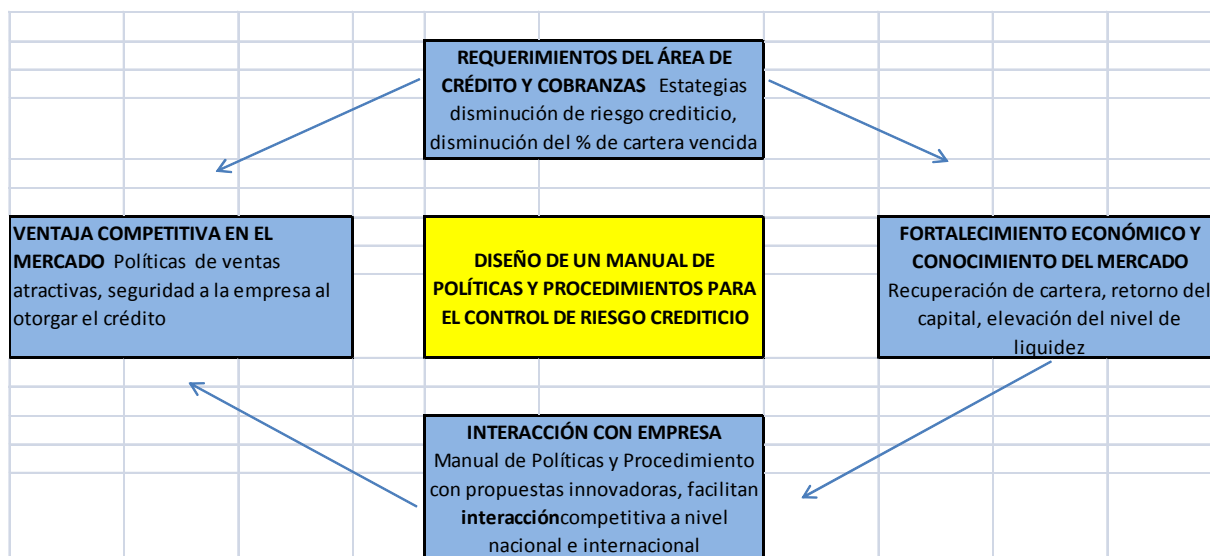 REQUERIMIENTOS DEL ÁREA DE
CRÉDITO Y COBRANZAS Estategias
disminución de riesgo crediticio,
disminución del % de cartera vencida
VENTAJA COMPETITIVA EN EL
MERCADO Políticas de ventas
atractivas, seguridad a la empresa al
otorgar el crédito
DISEÑO DE UN MANUAL DE
POLÍTICAS Y PROCEDIMIENTOS PARA
EL CONTROL DE RIESGO CREDITICIO
FORTALECIMIENTO ECONÓMICO Y
CONOCIMIENTO DEL MERCADO
Recuperación de cartera, retorno del
capital, elevación del nivel de
liquidez
INTERACCIÓN CON EMPRESA
Manual de Políticas y Procedimiento
con propuestas innovadoras, facilitan
interaccióncompetitiva a nivel
nacional e internacional